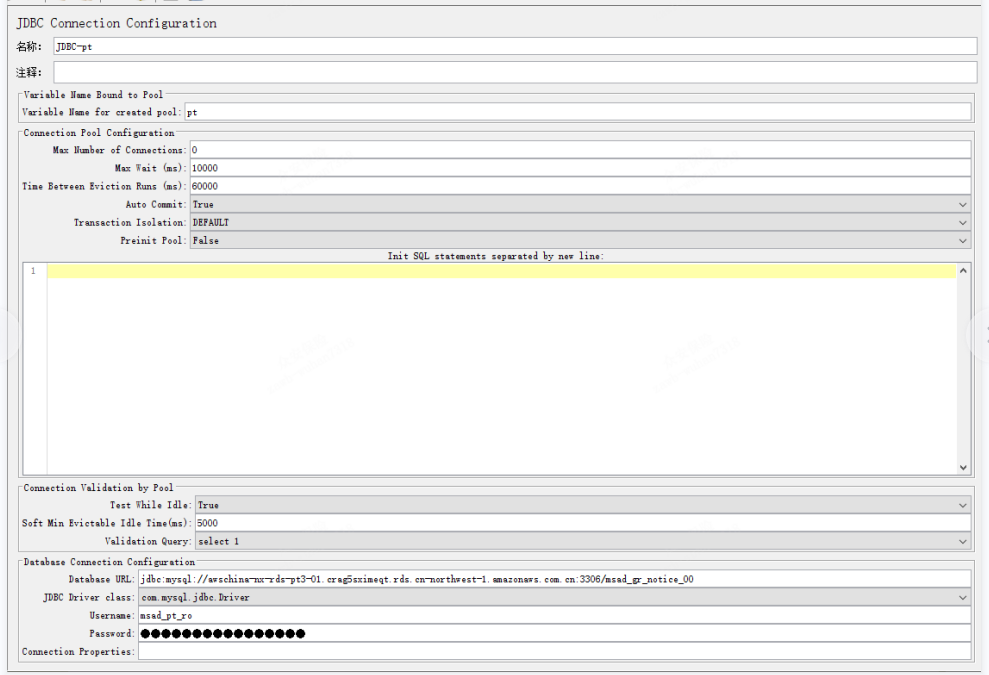 JDBC Connection Configuration
名称: JDBC-pt
注释:
Variable Name Bound to Pool
Variable Name for created pool: pt
Connection Pool Configuration
Max Number of Connections: 0
Max Wait (ms): 10000
Time Between Eviction Runs (ms): 60000
Auto Commit: True
Transaction Isolation: DEFAULT
Preinit Pool: False
Init SQL statements separated by new line:
1
Connection Validation by Pool
Test While Idle: True
Soft Min Evictable Idle Time(ms): 5000
Validation Query: select 1
Database Connection Configuration
Database URL: jdbc:mysql://awschina-nx-rds-pt3-01.crag5sximeqt.rds.cn-northwest-1.amazonaws.com.cn:3306/msad_gr_notice_00
JDBC Driver class: com.mysql.jdbc.Driver
Username: msad_pt_ro
Password: ●●●●●●●●●●●●●●●●
Connection Properties: